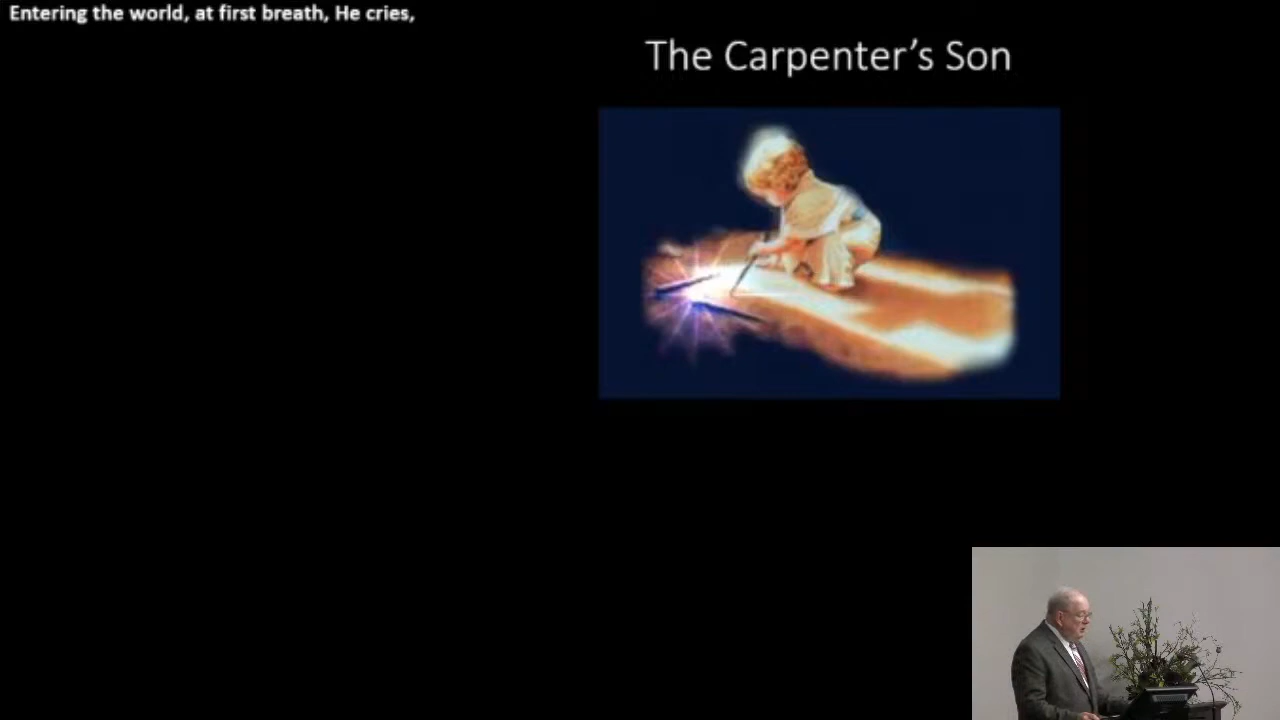 Entering the world, at first breath, He cries,
The Carpenter’s Son